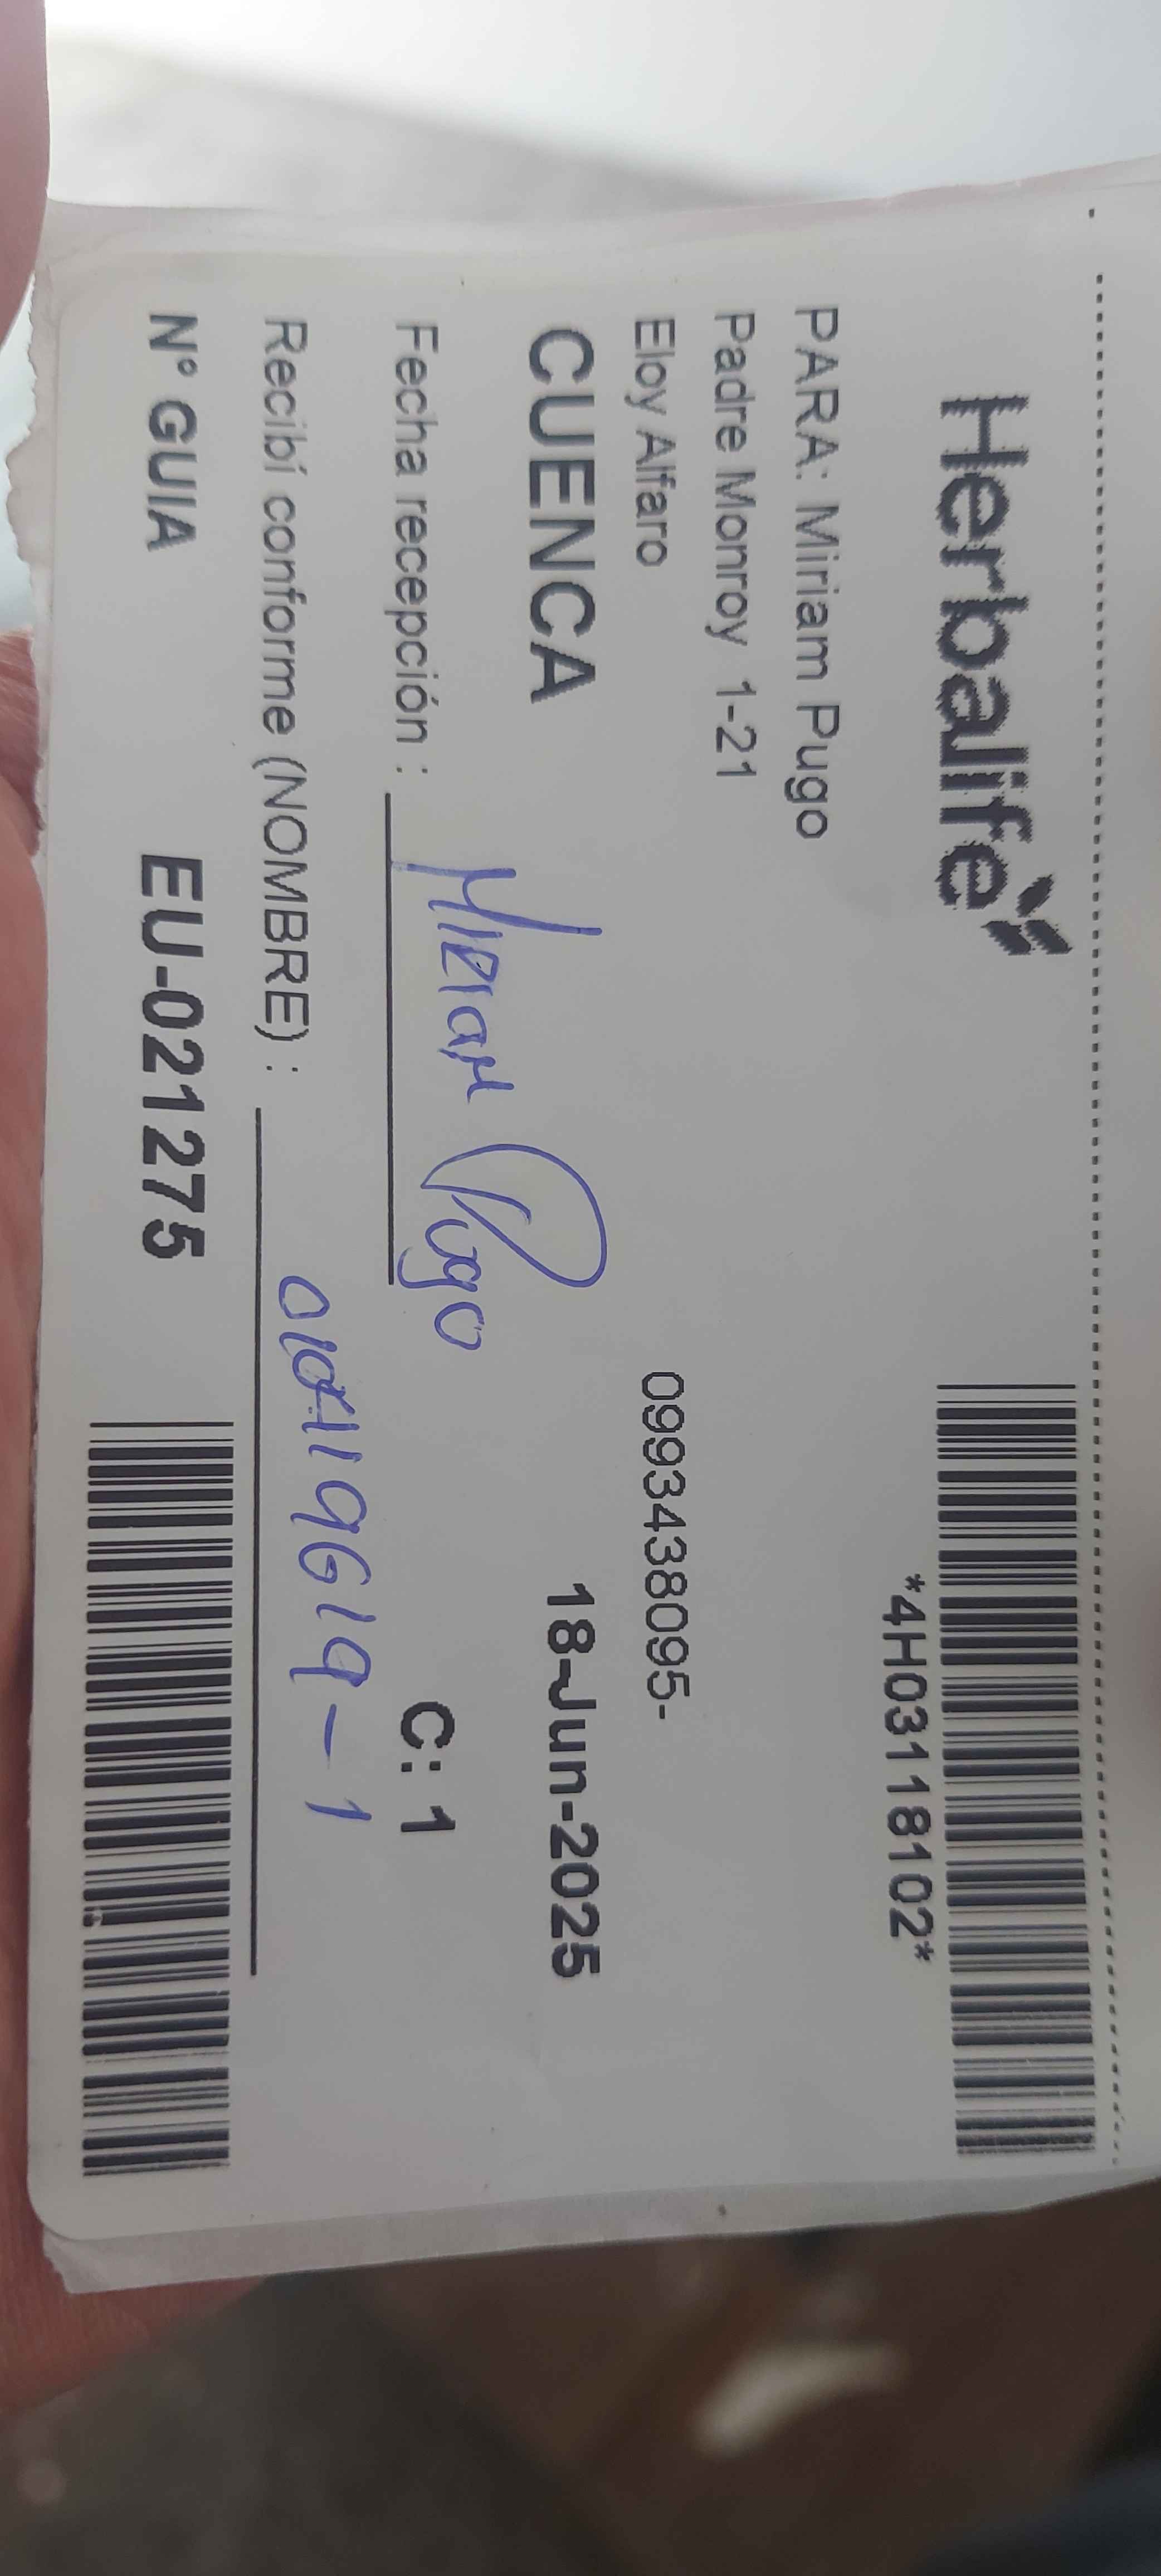 Herbalife
*4H03118102*
PARA: Miriam Pugo
Padre Monroy 1-21
Eloy Alfaro
0993438095-
CUENCA
18-Jun-2025
Fecha recepción : Miriam Pugo
C: 1
Recibí conforme (NOMBRE) :
N° GUIA
EU-021275